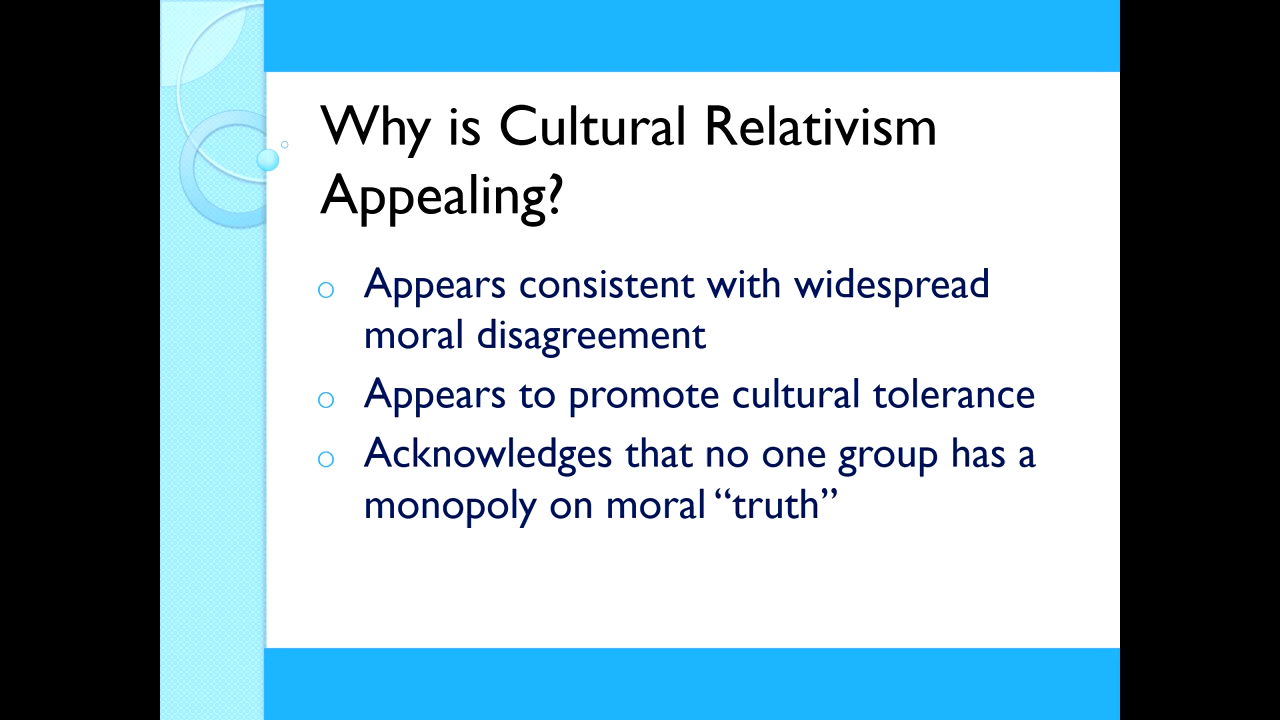 Why is Cultural Relativism
Appealing?
o Appears consistent with widespread
moral disagreement
o Appears to promote cultural tolerance
o Acknowledges that no one group has a
monopoly on moral “truth”